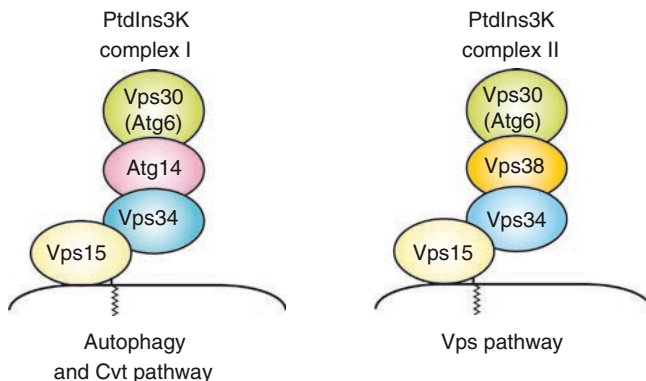 PtdIns3K
complex I
Vps30
(Atg6)
Atg14
Vps34
Vps15
Autophagy
and Cvt pathway
PtdIns3K
complex II
Vps30
(Atg6)
Vps38
Vps34
Vps15
Vps pathway